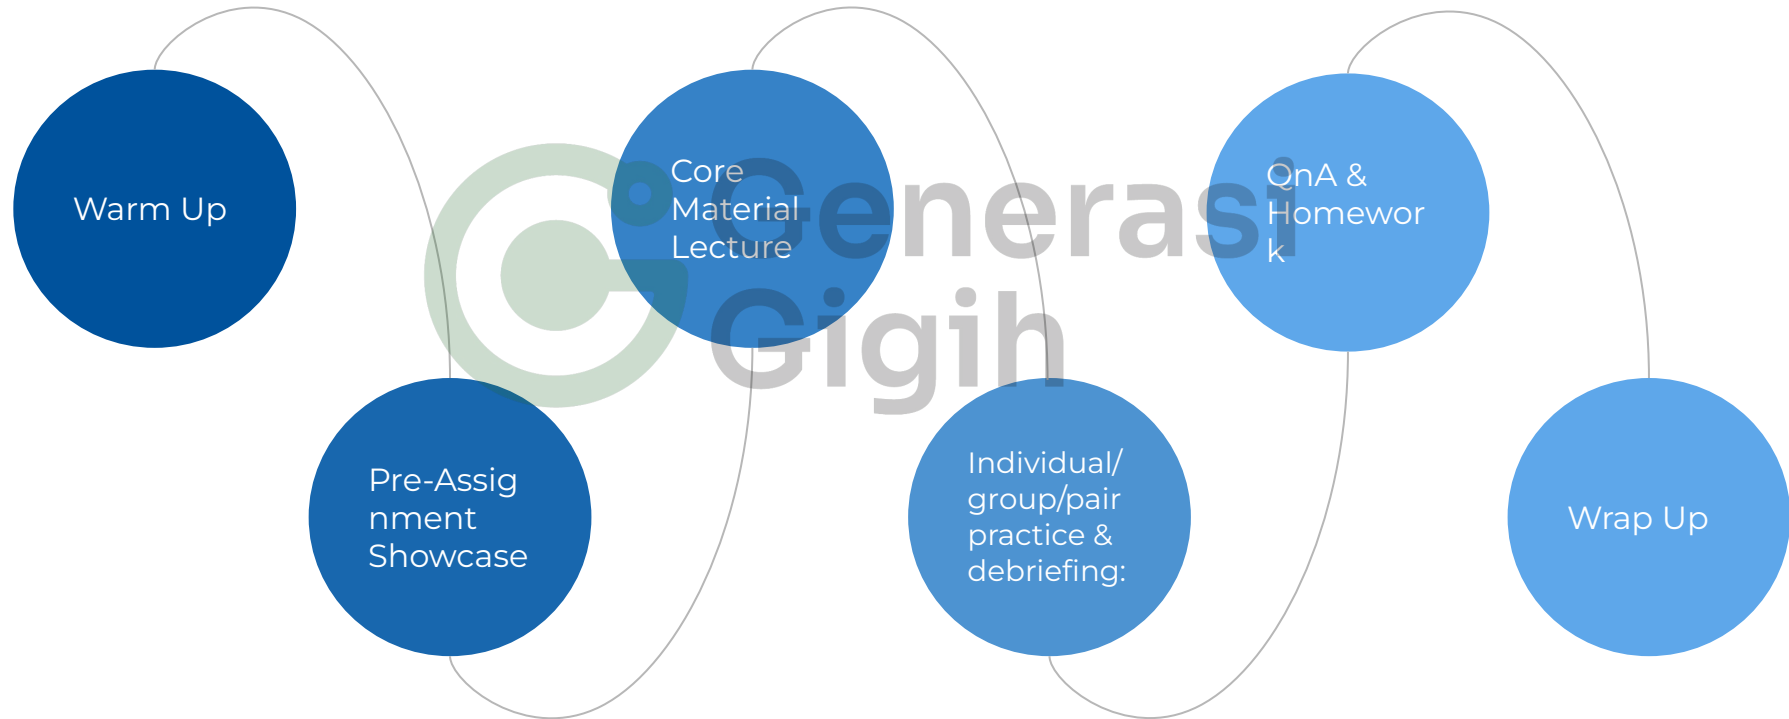 Warm Up
Pre-Assig
nment
Showcase
Core
Material
Lecture
Individual/
group/pair
practice &
debriefing:
QnA &
Homewor
k
Wrap Up
Generasi
Gigih